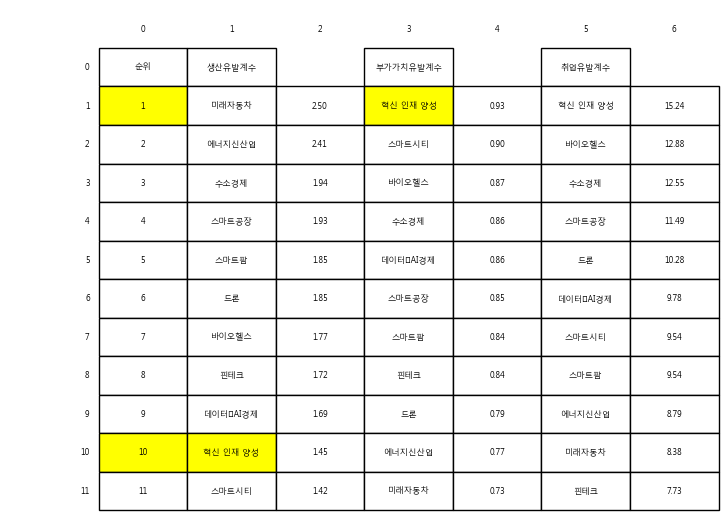 0 1 2 3 4 5 6
0 순위 생산유발계수 부가가치유발계수 취업유발계수
1 1 미래자동차 2.50 혁신 인재 양성 0.93 혁신 인재 양성 15.24
2 2 에너지신산업 2.41 스마트시티 0.90 바이오헬스 12.88
3 3 수소경제 1.94 바이오헬스 0.87 수소경제 12.55
4 4 스마트공장 1.93 수소경제 0.86 스마트공장 11.49
5 5 스마트팜 1.85 데이터□AI경제 0.86 드론 10.28
6 6 드론 1.85 스마트공장 0.85 데이터□AI경제 9.78
7 7 바이오헬스 1.77 스마트팜 0.84 스마트시티 9.54
8 8 핀테크 1.72 핀테크 0.84 스마트팜 9.54
9 9 데이터□AI경제 1.69 드론 0.79 에너지신산업 8.79
10 10 혁신 인재 양성 1.45 에너지신산업 0.77 미래자동차 8.38
11 11 스마트시티 1.42 미래자동차 0.73 핀테크 7.73